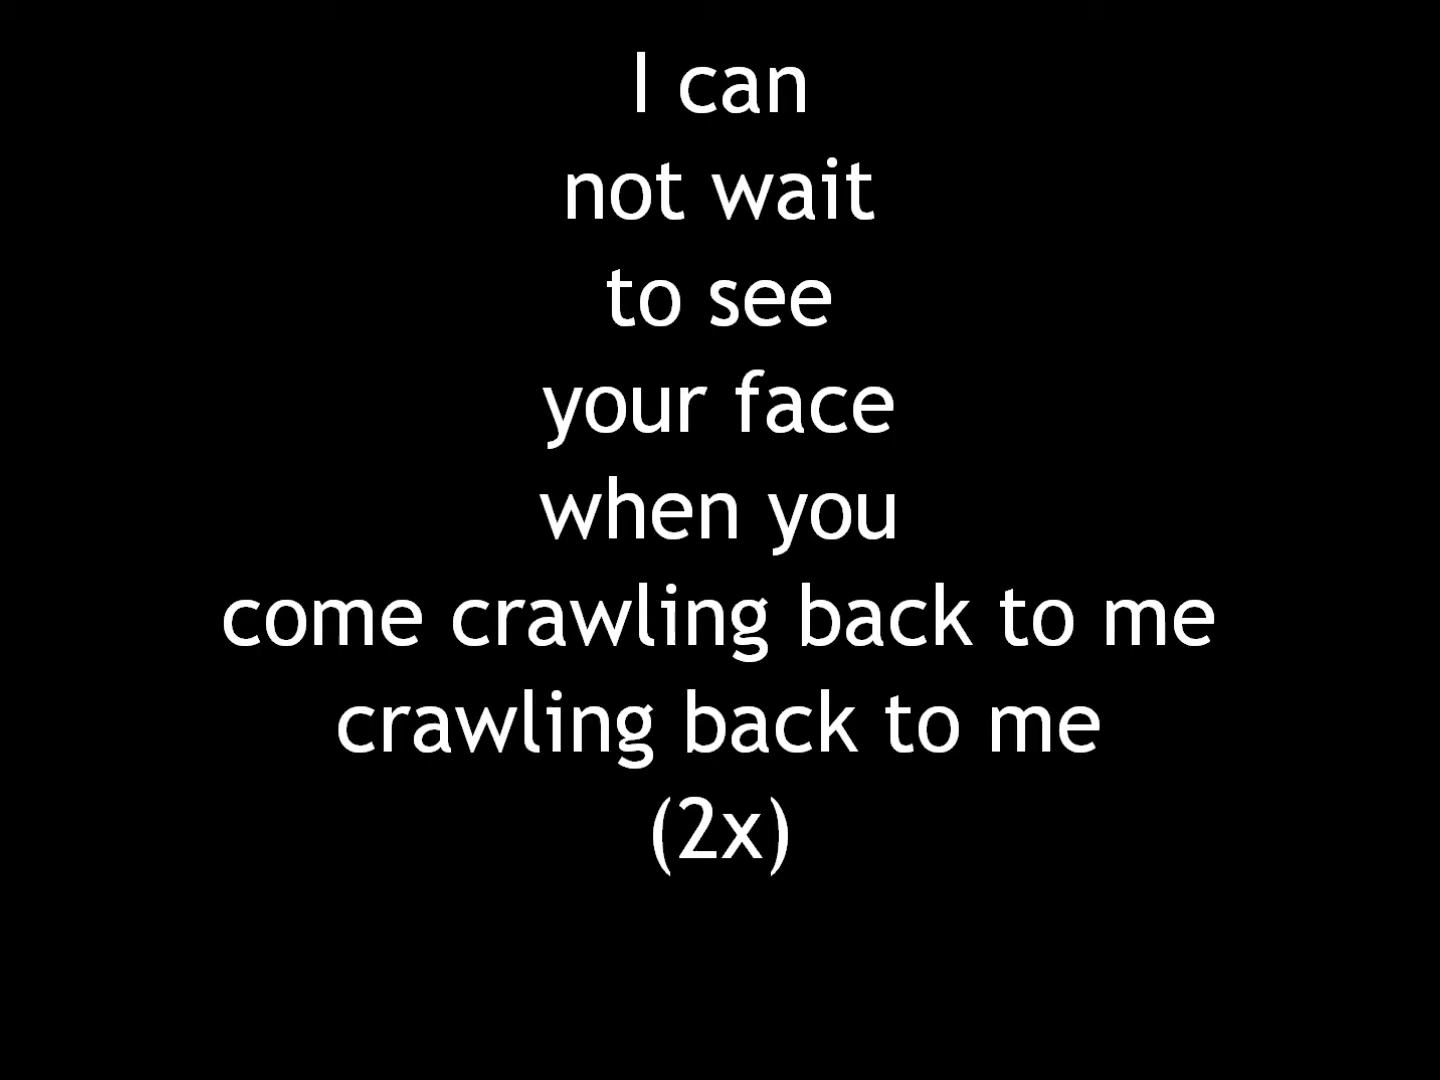 I can
not wait
to see
your face
when you
come crawling back to me
crawling back to me
(2x)